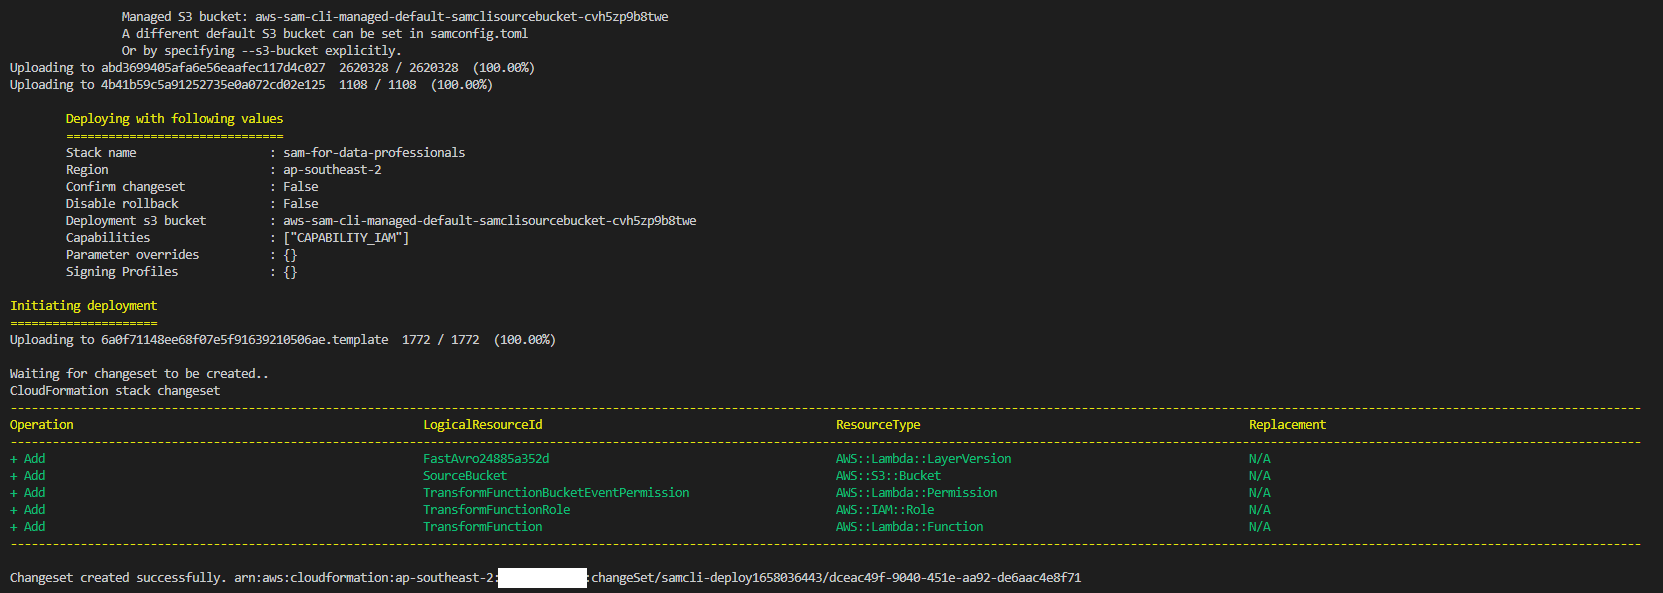 Managed S3 bucket: aws-sam-cli-managed-default-samclisourcebucket-cvh5zp9b8twe
A different default S3 bucket can be set in samconfig.toml
Or by specifying --s3-bucket explicitly.
Uploading to abd3699405afa6e56eaafec117d4c027  2620328 / 2620328  (100.00%)
Uploading to 4b41b59c5a91252735e0a072cd02e125  1108 / 1108  (100.00%)
Deploying with following values
===============================
Stack name                   : sam-for-data-professionals
Region                       : ap-southeast-2
Confirm changeset            : False
Disable rollback             : False
Deployment s3 bucket         : aws-sam-cli-managed-default-samclisourcebucket-cvh5zp9b8twe
Capabilities                 : ["CAPABILITY_IAM"]
Parameter overrides          : {}
Signing Profiles             : {}
Initiating deployment
=====================
Uploading to 6a0f71148ee68f07e5f91639210506ae.template  1772 / 1772  (100.00%)
Waiting for changeset to be created..
CloudFormation stack changeset
Operation LogicalResourceId ResourceType Replacement
+ Add FastAvro24885a352d AWS::Lambda::LayerVersion N/A
+ Add SourceBucket AWS::S3::Bucket N/A
+ Add TransformFunctionBucketEventPermission AWS::Lambda::Permission N/A
+ Add TransformFunctionRole AWS::IAM::Role N/A
+ Add TransformFunction AWS::Lambda::Function N/A
Changeset created successfully. arn:aws:cloudformation:ap-southeast-2: :changeSet/samcli-deploy1658036443/dceac49f-9040-451e-aa92-de6aac4e8f71